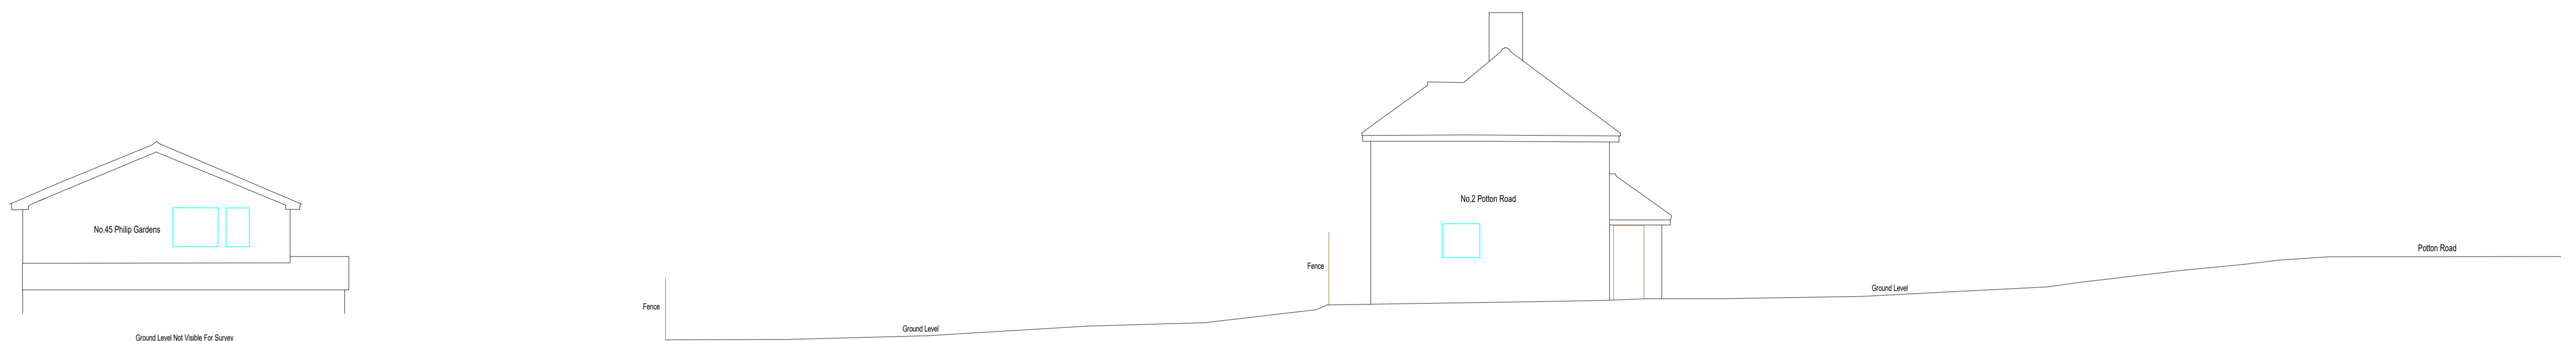 No.45 Philip Gardens
Ground Level Not Visible For Survey
Fence
Ground Level
Fence
No.2 Potton Road
Ground Level
Potton Road